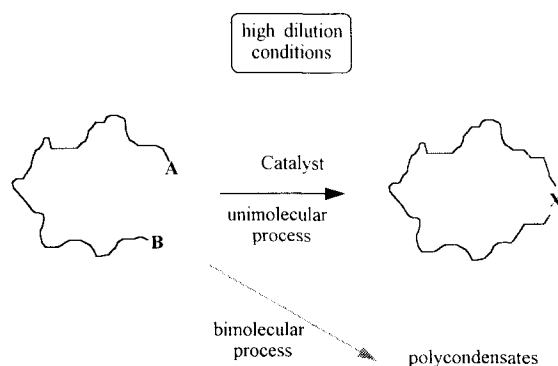 high dilution
conditions
A
Catalyst
X
B
unimolecular
process
bimolecular
process
polycondensates